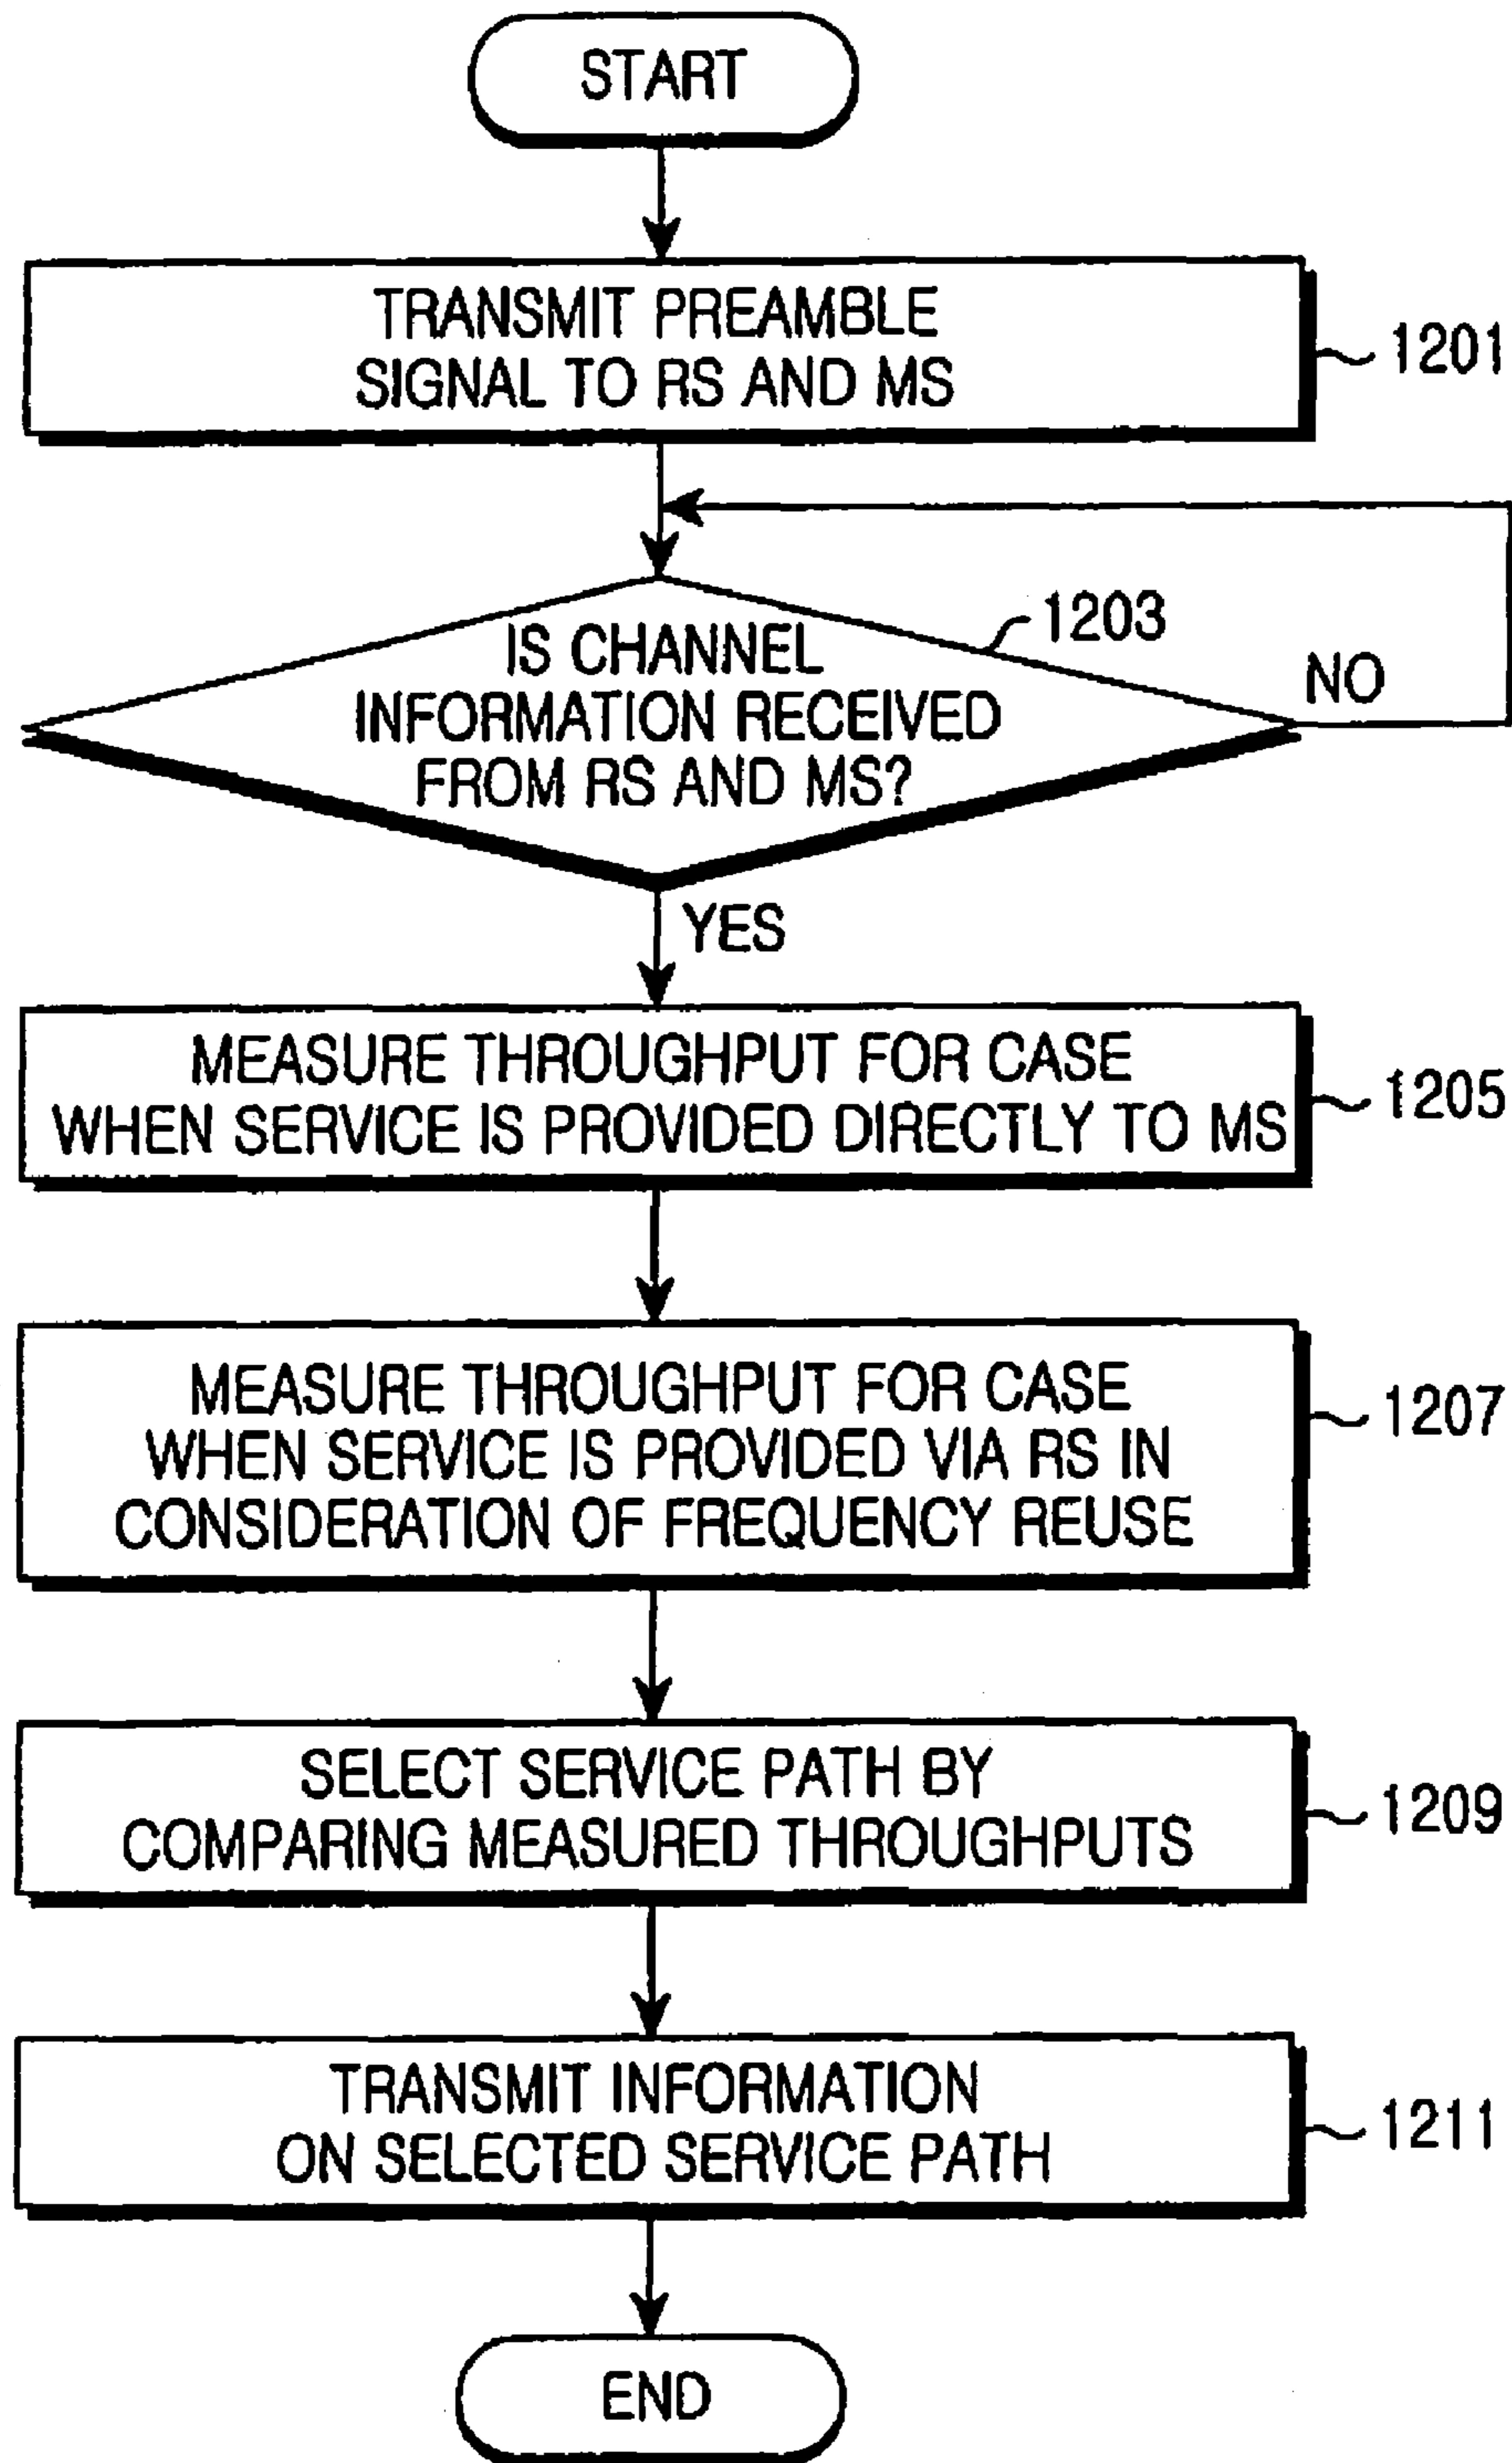 START
TRANSMIT PREAMBLE
SIGNAL TO RS AND MS
1201
IS CHANNEL
INFORMATION RECEIVED
FROM RS AND MS?
1203
NO
YES
MEASURE THROUGHPUT FOR CASE
WHEN SERVICE IS PROVIDED DIRECTLY TO MS
1205
MEASURE THROUGHPUT FOR CASE
WHEN SERVICE IS PROVIDED VIA RS IN
CONSIDERATION OF FREQUENCY REUSE
1207
SELECT SERVICE PATH BY
COMPARING MEASURED THROUGHPUTS
1209
TRANSMIT INFORMATION
ON SELECTED SERVICE PATH
1211
END